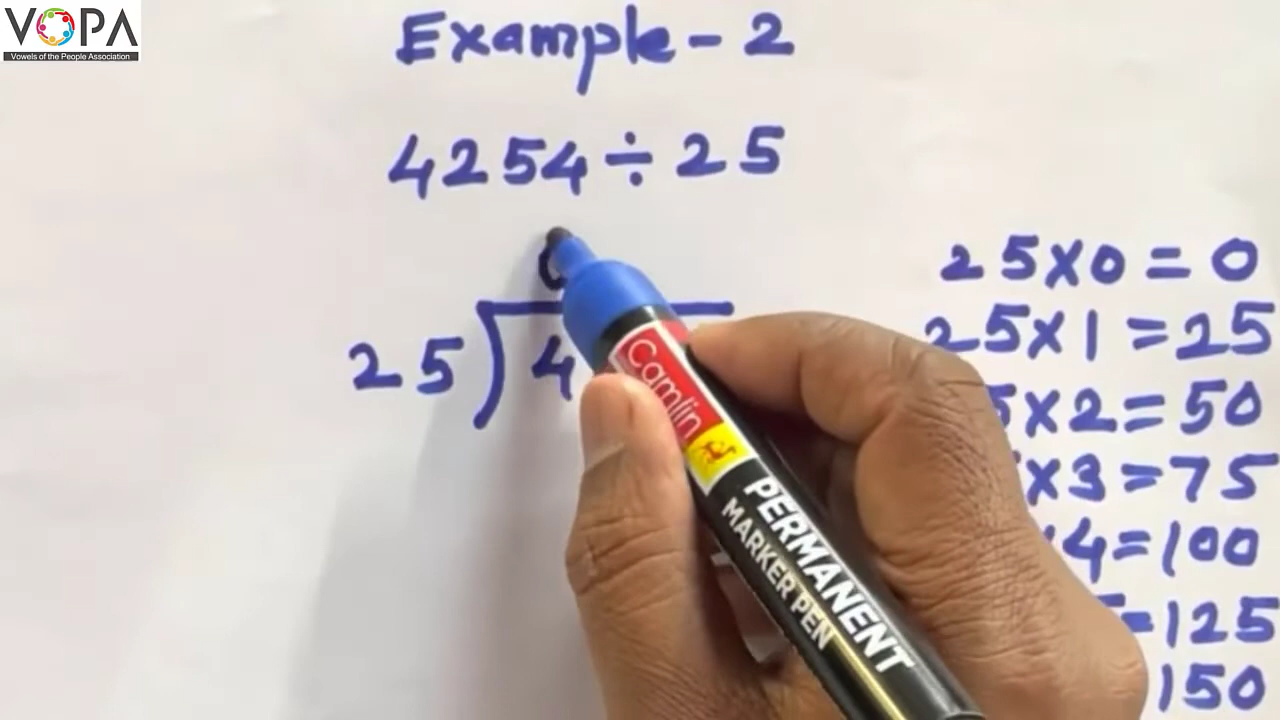 VOPA
Vowels of the People Association
Example - 2
4254 ÷ 25
0
25 ) 4
25 x 0 = 0
25 x 1 = 25
5 x 2 = 50
x 3 = 75
4 = 100
= 125
150
Camlin
PERMANENT
MARKER PEN